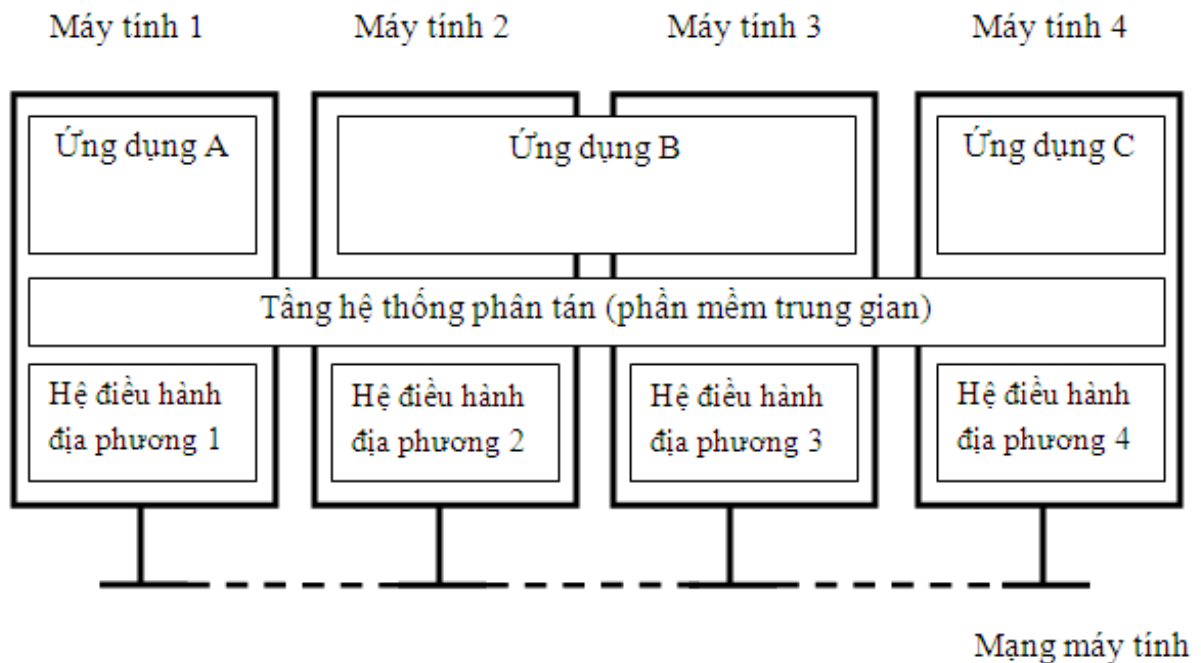 Máy tính 1
Máy tính 2
Máy tính 3
Máy tính 4
Ứng dụng A
Ứng dụng B
Ứng dụng C
Tầng hệ thống phân tán (phần mềm trung gian)
Hệ điều hành
địa phương 1
Hệ điều hành
địa phương 2
Hệ điều hành
địa phương 3
Hệ điều hành
địa phương 4
Mạng máy tính